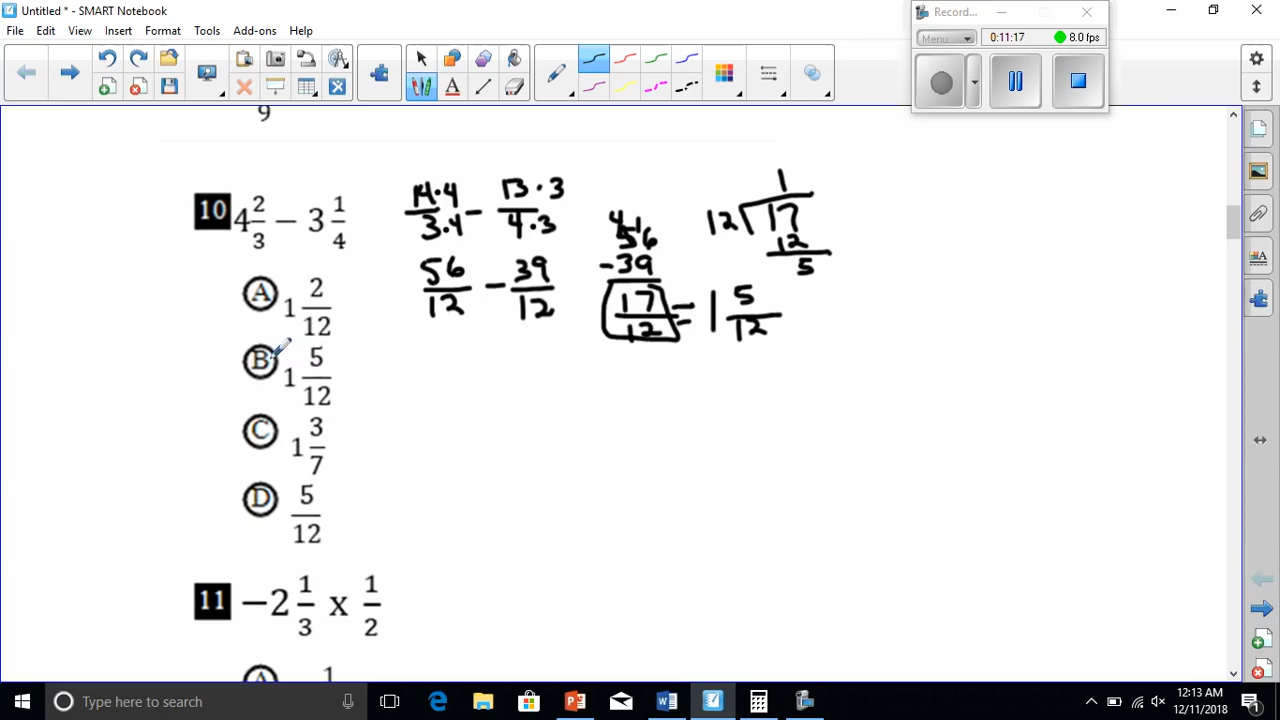 Untitled * - SMART Notebook
Record...
File Edit View Insert Format Tools Add-ons Help
Menu 0:11:17 8.0 fps
9
10 4 2/3 − 3 1/4
14·4/3·4 − 13·3/4·3
56/12 − 39/12
4 1
56
-39
17/12 = 1 5/12
1
12 17
12
5
A 1 2/12
B 1 5/12
C 1 3/7
D 5/12
11 −2 1/3 x 1/2
A 1
Type here to search
12:13 AM
12/11/2018